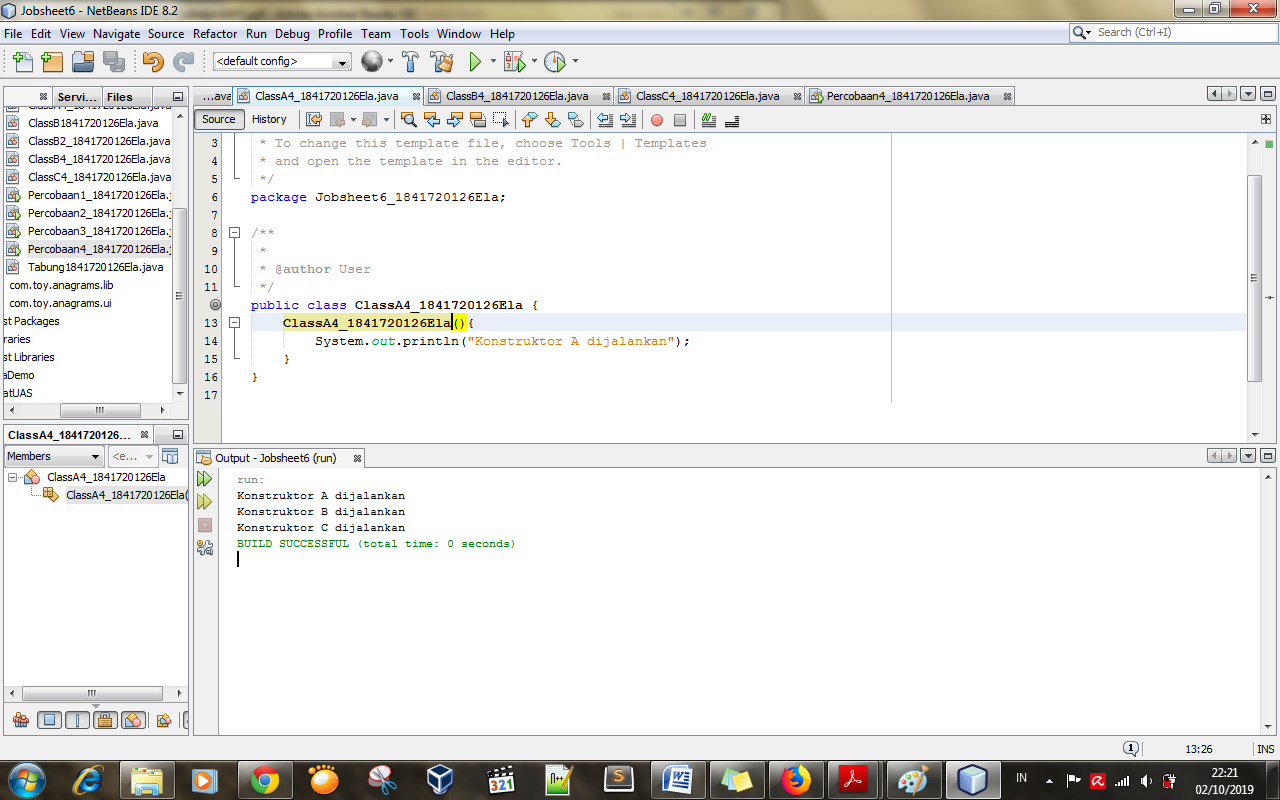 Jobsheet6 - NetBeans IDE 8.2
File Edit View Navigate Source Refactor Run Debug Profile Team Tools Window Help
Search (Ctrl+I)
<default config>
Servi... Files
...ava ClassA4_1841720126Ela.java ClassB4_1841720126Ela.java ClassC4_1841720126Ela.java Percobaan4_1841720126Ela.java
Source History
ClassB1841720126Ela.java
ClassB2_1841720126Ela.java
ClassB4_1841720126Ela.java
ClassC4_1841720126Ela.java
Percobaan1_1841720126Ela.j
Percobaan2_1841720126Ela.j
Percobaan3_1841720126Ela.j
Percobaan4_1841720126Ela.j
Tabung1841720126Ela.java
com.toy.anagrams.lib
com.toy.anagrams.ui
st Packages
raries
st Libraries
aDemo
atUAS
3 * To change this template file, choose Tools | Templates
4 * and open the template in the editor.
5 */
6 package Jobsheet6_1841720126Ela;
7
8 /**
9 *
10 * @author User
11 */
public class ClassA4_1841720126Ela {
13 ClassA4_1841720126Ela(){
14 System.out.println("Konstruktor A dijalankan");
15 }
16 }
17
ClassA4_1841720126...
Members <e...
ClassA4_1841720126Ela
ClassA4_1841720126Ela(
Output - Jobsheet6 (run)
run:
Konstruktor A dijalankan
Konstruktor B dijalankan
Konstruktor C dijalankan
BUILD SUCCESSFUL (total time: 0 seconds)
1 13:26 INS
321
IN
22:21
02/10/2019